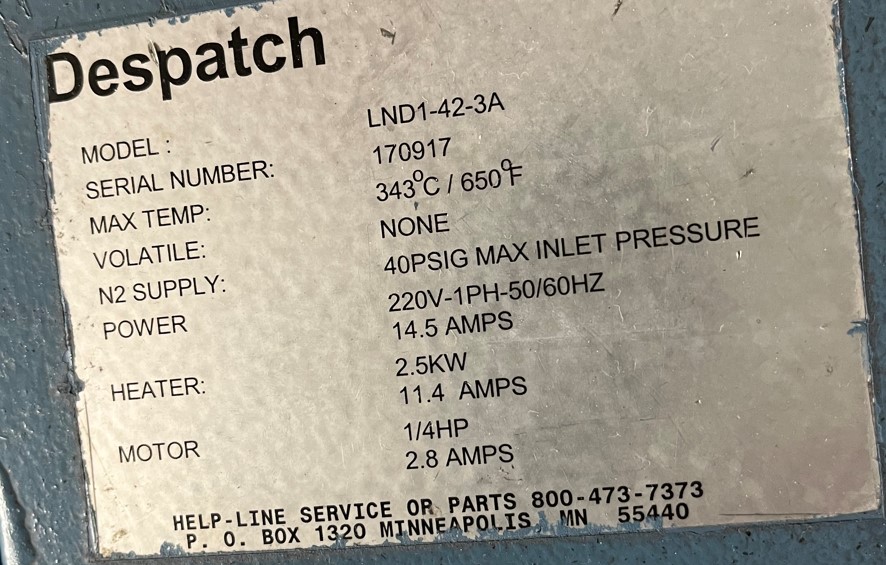 Despatch
MODEL : LND1-42-3A
SERIAL NUMBER: 170917
MAX TEMP: 343°C / 650°F
VOLATILE: NONE
N2 SUPPLY: 40PSIG MAX INLET PRESSURE
POWER 220V-1PH-50/60HZ
14.5 AMPS
HEATER: 2.5KW
11.4 AMPS
MOTOR 1/4HP
2.8 AMPS
HELP-LINE SERVICE OR PARTS 800-473-7373
P. O. BOX 1320 MINNEAPOLIS MN 55440